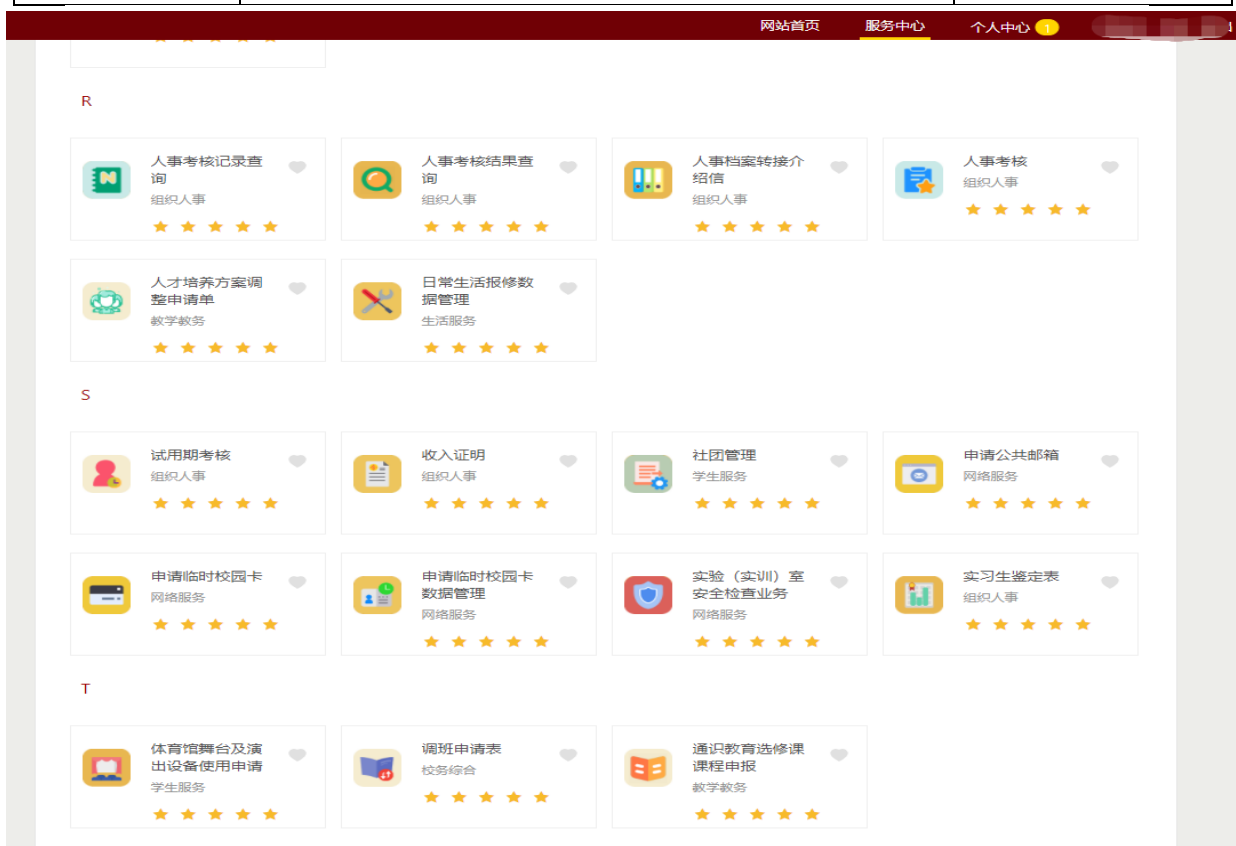 网站首页 服务中心 个人中心 1
R
人事考核记录查
询
组织人事
人事考核结果查
询
组织人事
人事档案转接介
绍信
组织人事
人事考核
组织人事
人才培养方案调
整申请单
教学教务
日常生活报修数
据管理
生活服务
S
试用期考核
组织人事
收入证明
组织人事
社团管理
学生服务
申请公共邮箱
网络服务
申请临时校园卡
网络服务
申请临时校园卡
数据管理
网络服务
实验（实训）室
安全检查业务
网络服务
实习生鉴定表
组织人事
T
体育馆舞台及演
出设备使用申请
学生服务
调班申请表
校务综合
通识教育选修课
课程申报
教学教务